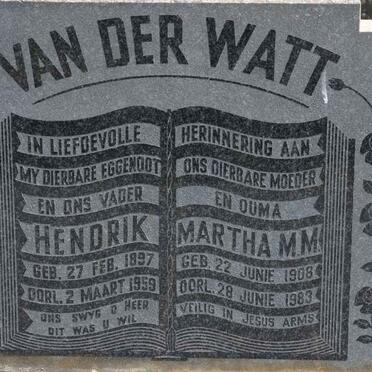 VAN DER WATT
IN LIEFDEVOLLE
MY DIERBARE EGGENOOT
EN ONS VADER
HENDRIK
GEB. 27 FEB. 1897
OORL. 2 MAART 1959
ONS SWYG O HEER
DIT WAS U WIL
HERINNERING AAN
ONS DIERBARE MOEDER
EN OUMA
MARTHA M.M.
GEB. 22 JUNIE 1908
OORL. 28 JUNIE 1983
VEILIG IN JESUS ARMS